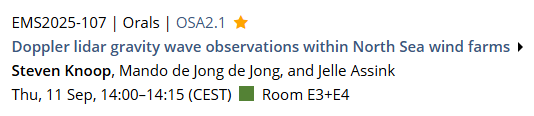 EMS2025-107 | Orals | OSA2.1
Doppler lidar gravity wave observations within North Sea wind farms
Steven Knoop, Mando de Jong de Jong, and Jelle Assink
Thu, 11 Sep, 14:00–14:15 (CEST) Room E3+E4